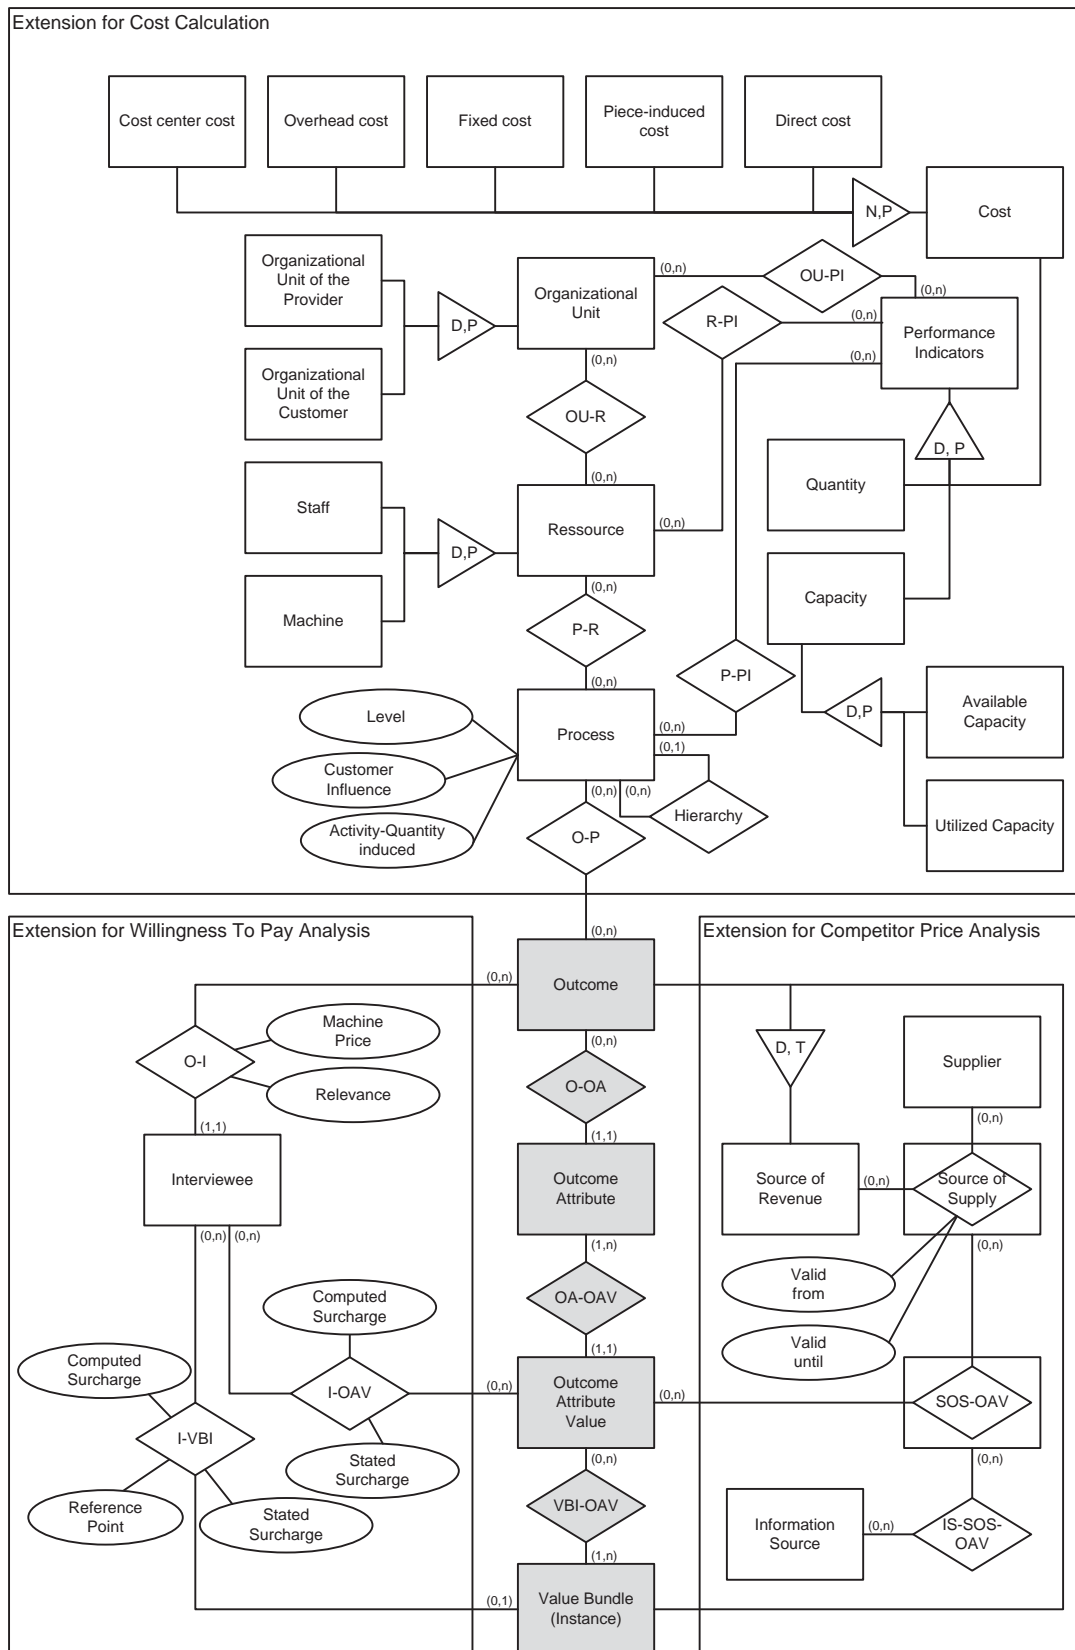 Extension for Cost Calculation
Cost center cost
Overhead cost
Fixed cost
Piece-induced
cost
Direct cost
N,P
Cost
Organizational
Unit of the
Provider
D,P
Organizational
Unit
(0,n)
OU-PI
(0,n)
R-PI
(0,n)
Performance
Indicators
(0,n)
Organizational
Unit of the
Customer
(0,n)
OU-R
(0,n)
D, P
Quantity
Staff
D,P
Ressource
(0,n)
Machine
(0,n)
P-R
(0,n)
Capacity
P-PI
D,P
Available
Capacity
Utilized Capacity
Level
Customer
Influence
Activity-Quantity
induced
Process
(0,n)
(0,1)
(0,n)
(0,n)
Hierarchy
O-P
Extension for Willingness To Pay Analysis
Extension for Competitor Price Analysis
(0,n)
(0,n)
Outcome
Machine
Price
O-I
Relevance
(1,1)
Interviewee
(0,n)
(0,n)
(0,n)
O-OA
(1,1)
Outcome
Attribute
(1,n)
OA-OAV
(1,1)
D, T
Supplier
(0,n)
Source of
Revenue
(0,n)
Source of
Supply
(0,n)
Valid
from
Valid
until
Computed
Surcharge
Computed
Surcharge
I-OAV
(0,n)
Outcome
Attribute
Value
(0,n)
SOS-OAV
I-VBI
Stated
Surcharge
Reference
Point
Stated
Surcharge
(0,n)
VBI-OAV
(1,n)
(0,n)
Information
Source
(0,n)
IS-SOS-
OAV
(0,1)
Value Bundle
(Instance)